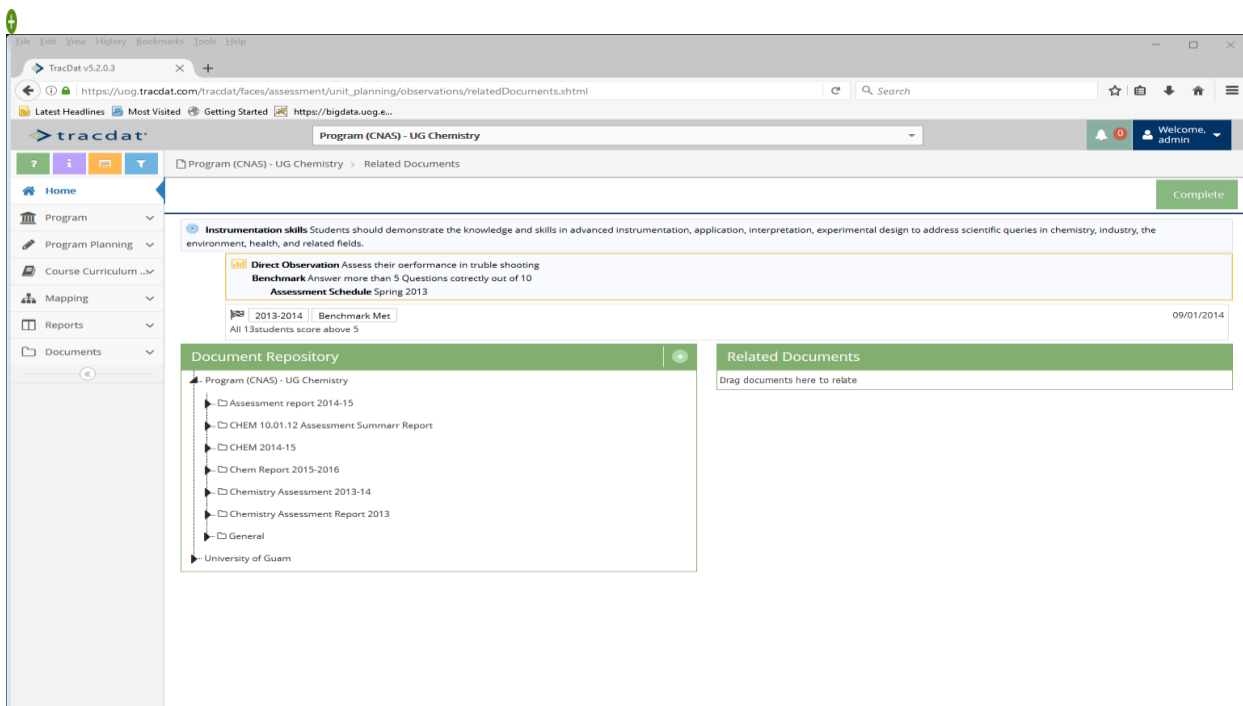 File Edit View History Bookmarks Tools Help
TracDat v5.2.0.3
https://uog.tracdat.com/tracdat/faces/assessment/unit_planning/observations/relatedDocuments.xhtml
Search
Latest Headlines Most Visited Getting Started https://bigdata.uog.e...
tracdat
Program (CNAS) - UG Chemistry
0
Welcome, admin
? i
Program (CNAS) - UG Chemistry > Related Documents
Home
Complete
Program
Program Planning
Course Curriculum ...
Mapping
Reports
Documents
Instrumentation skills Students should demonstrate the knowledge and skills in advanced instrumentation, application, interpretation, experimental design to address scientific queries in chemistry, industry, the
environment, health, and related fields.
Direct Observation Assess their oerformance in truble shooting
Benchmark Answer more than 5 Questions cotrectly out of 10
Assessment Schedule Spring 2013
2013-2014 Benchmark Met 09/01/2014
All 13students score above 5
Document Repository
Program (CNAS) - UG Chemistry
Assessment report 2014-15
CHEM 10.01.12 Assessment Summarr Report
CHEM 2014-15
Chem Report 2015-2016
Chemistry Assessment 2013-14
Chemistry Assessment Report 2013
General
University of Guam
Related Documents
Drag documents here to relate